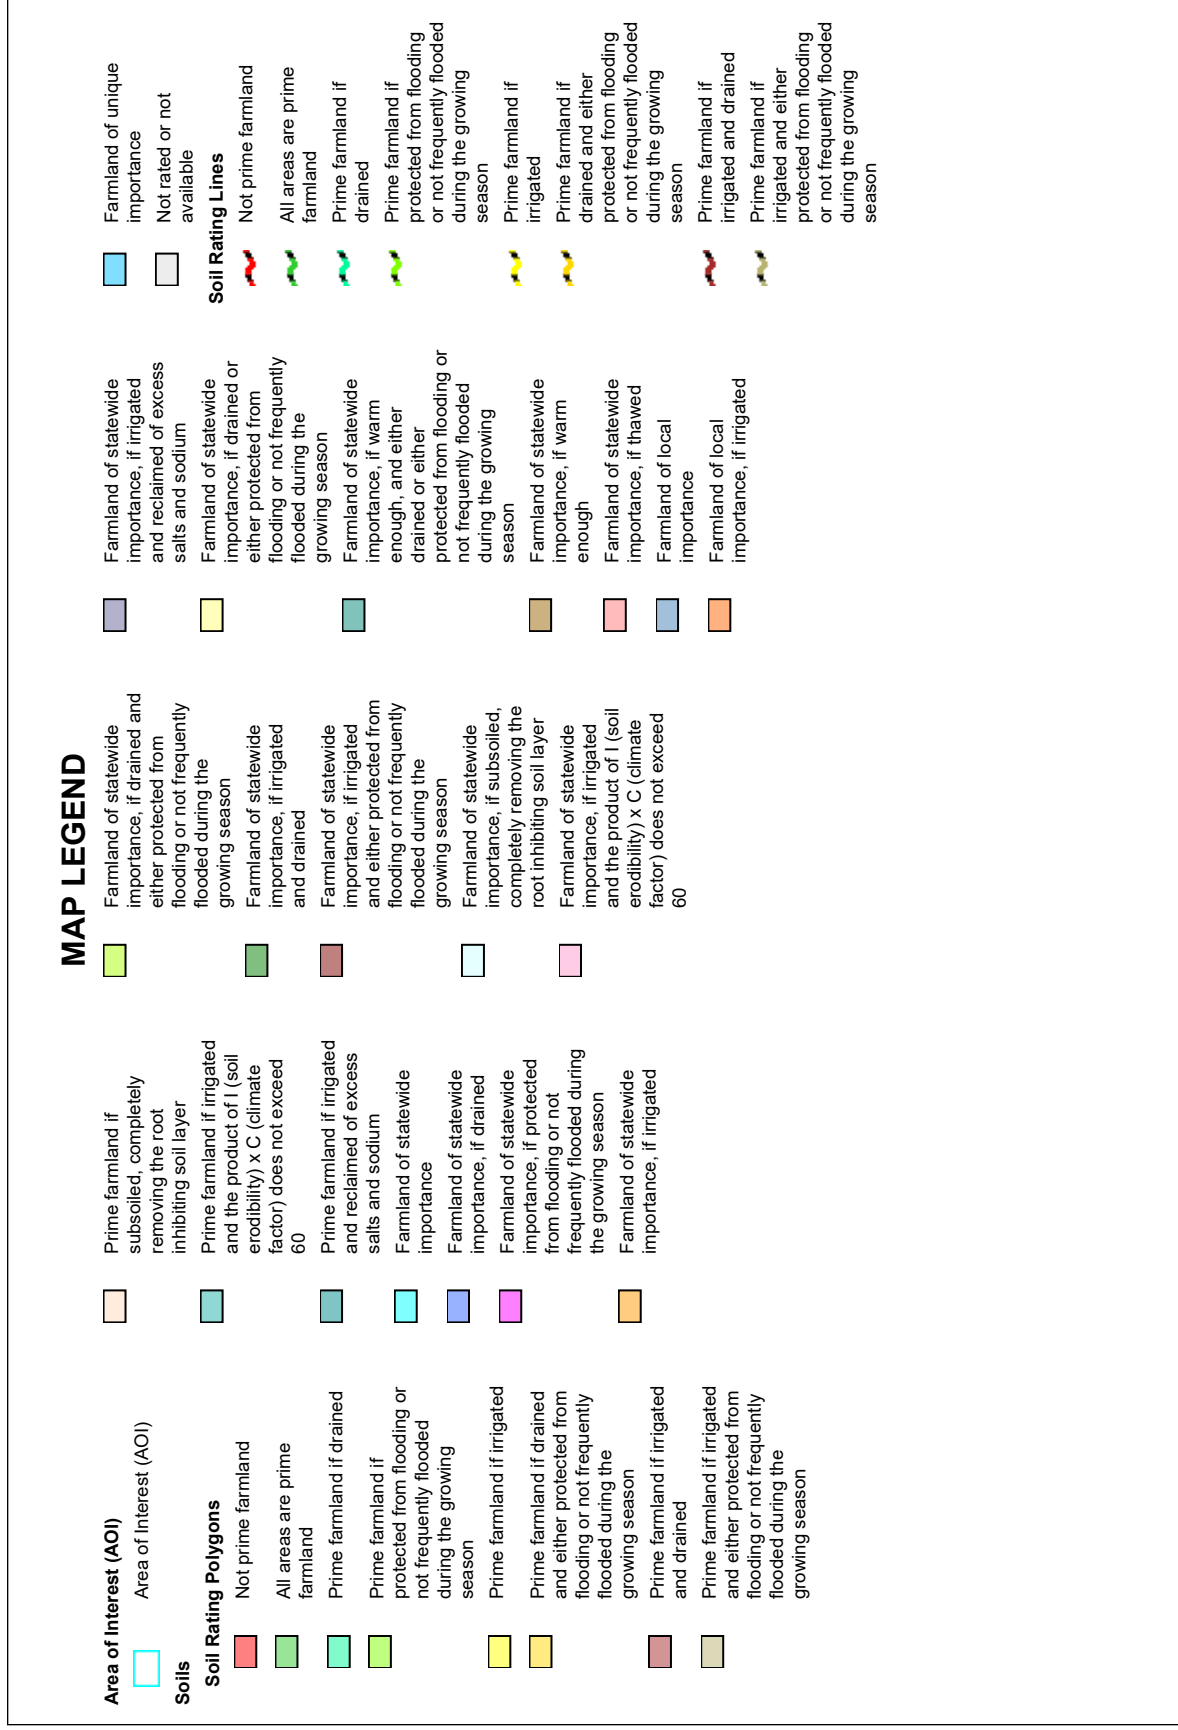 MAP LEGEND
Area of Interest (AOI)
Area of Interest (AOI)
Soils
Soil Rating Polygons
Not prime farmland
All areas are prime
farmland
Prime farmland if drained
Prime farmland if
protected from flooding or
not frequently flooded
during the growing
season
Prime farmland if irrigated
Prime farmland if drained
and either protected from
flooding or not frequently
flooded during the
growing season
Prime farmland if irrigated
and drained
Prime farmland if irrigated
and either protected from
flooding or not frequently
flooded during the
growing season
Prime farmland if
subsoiled, completely
removing the root
inhibiting soil layer
Prime farmland if irrigated
and the product of I (soil
erodibility) x C (climate
factor) does not exceed
60
Prime farmland if irrigated
and reclaimed of excess
salts and sodium
Farmland of statewide
importance
Farmland of statewide
importance, if drained
Farmland of statewide
importance, if protected
from flooding or not
frequently flooded during
the growing season
Farmland of statewide
importance, if irrigated
Farmland of statewide
importance, if drained and
either protected from
flooding or not frequently
flooded during the
growing season
Farmland of statewide
importance, if irrigated
and drained
Farmland of statewide
importance, if irrigated
and either protected from
flooding or not frequently
flooded during the
growing season
Farmland of statewide
importance, if subsoiled,
completely removing the
root inhibiting soil layer
Farmland of statewide
importance, if irrigated
and the product of I (soil
erodibility) x C (climate
factor) does not exceed
60
Farmland of statewide
importance, if irrigated
and reclaimed of excess
salts and sodium
Farmland of statewide
importance, if drained or
either protected from
flooding or not frequently
flooded during the
growing season
Farmland of statewide
importance, if warm
enough, and either
drained or either
protected from flooding or
not frequently flooded
during the growing
season
Farmland of statewide
importance, if warm
enough
Farmland of statewide
importance, if thawed
Farmland of local
importance
Farmland of local
importance, if irrigated
Farmland of unique
importance
Not rated or not
available
Soil Rating Lines
Not prime farmland
All areas are prime
farmland
Prime farmland if
drained
Prime farmland if
protected from flooding
or not frequently flooded
during the growing
season
Prime farmland if
irrigated
Prime farmland if
drained and either
protected from flooding
or not frequently flooded
during the growing
season
Prime farmland if
irrigated and drained
Prime farmland if
irrigated and either
protected from flooding
or not frequently flooded
during the growing
season